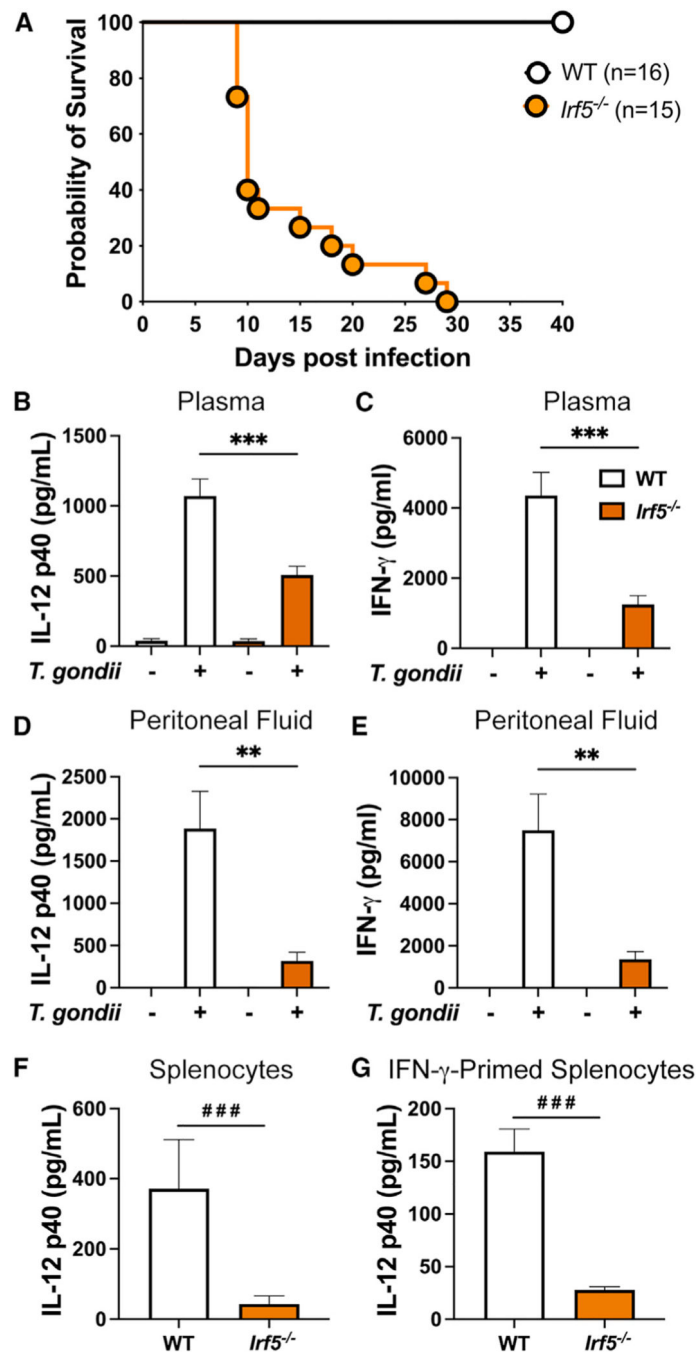 A
Probability of Survival
100
80
60
40
20
0
0 5 10 15 20 25 30 35 40
Days post infection
WT (n=16)
Irf5-/- (n=15)
B
Plasma
IL-12 p40 (pg/mL)
1500
1000
500
0
***
T. gondii - + - +
C
Plasma
IFN-γ (pg/ml)
6000
4000
2000
0
***
WT
Irf5-/-
- + - +
D
Peritoneal Fluid
IL-12 p40 (pg/mL)
2500
2000
1500
1000
500
0
**
T. gondii - + - +
E
Peritoneal Fluid
IFN-γ (pg/ml)
10000
8000
6000
4000
2000
0
**
T. gondii - + - +
F
Splenocytes
IL-12 p40 (pg/mL)
600
400
200
0
###
WT Irf5-/-
G
IFN-γ-Primed Splenocytes
IL-12 p40 (pg/mL)
200
150
100
50
0
###
WT Irf5-/-